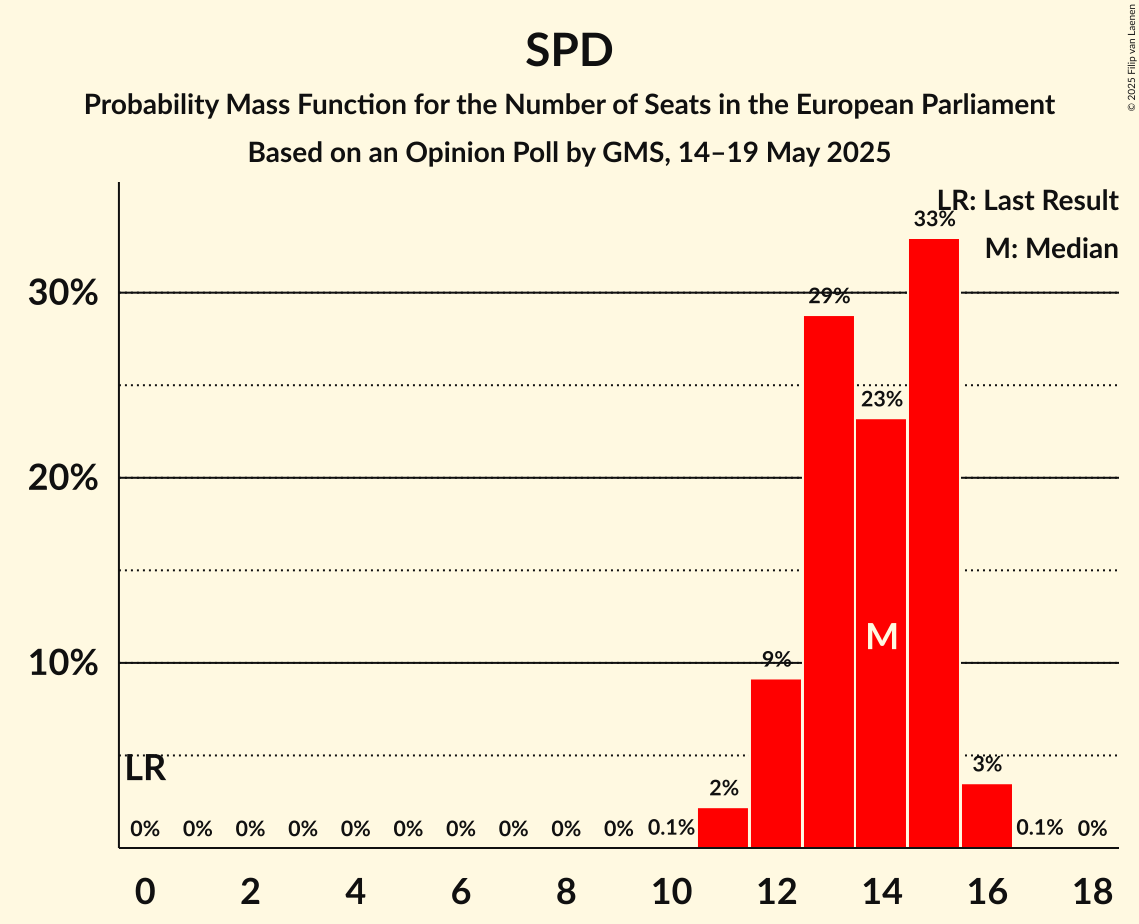 SPD
Probability Mass Function for the Number of Seats in the European Parliament
Based on an Opinion Poll by GMS, 14–19 May 2025
© 2025 Filip van Laenen
LR: Last Result
M: Median
33%
30%
29%
23%
20%
M
10%
9%
LR
3%
2%
0% 0% 0% 0% 0% 0% 0% 0% 0% 0% 0.1% 0.1% 0%
0 2 4 6 8 10 12 14 16 18